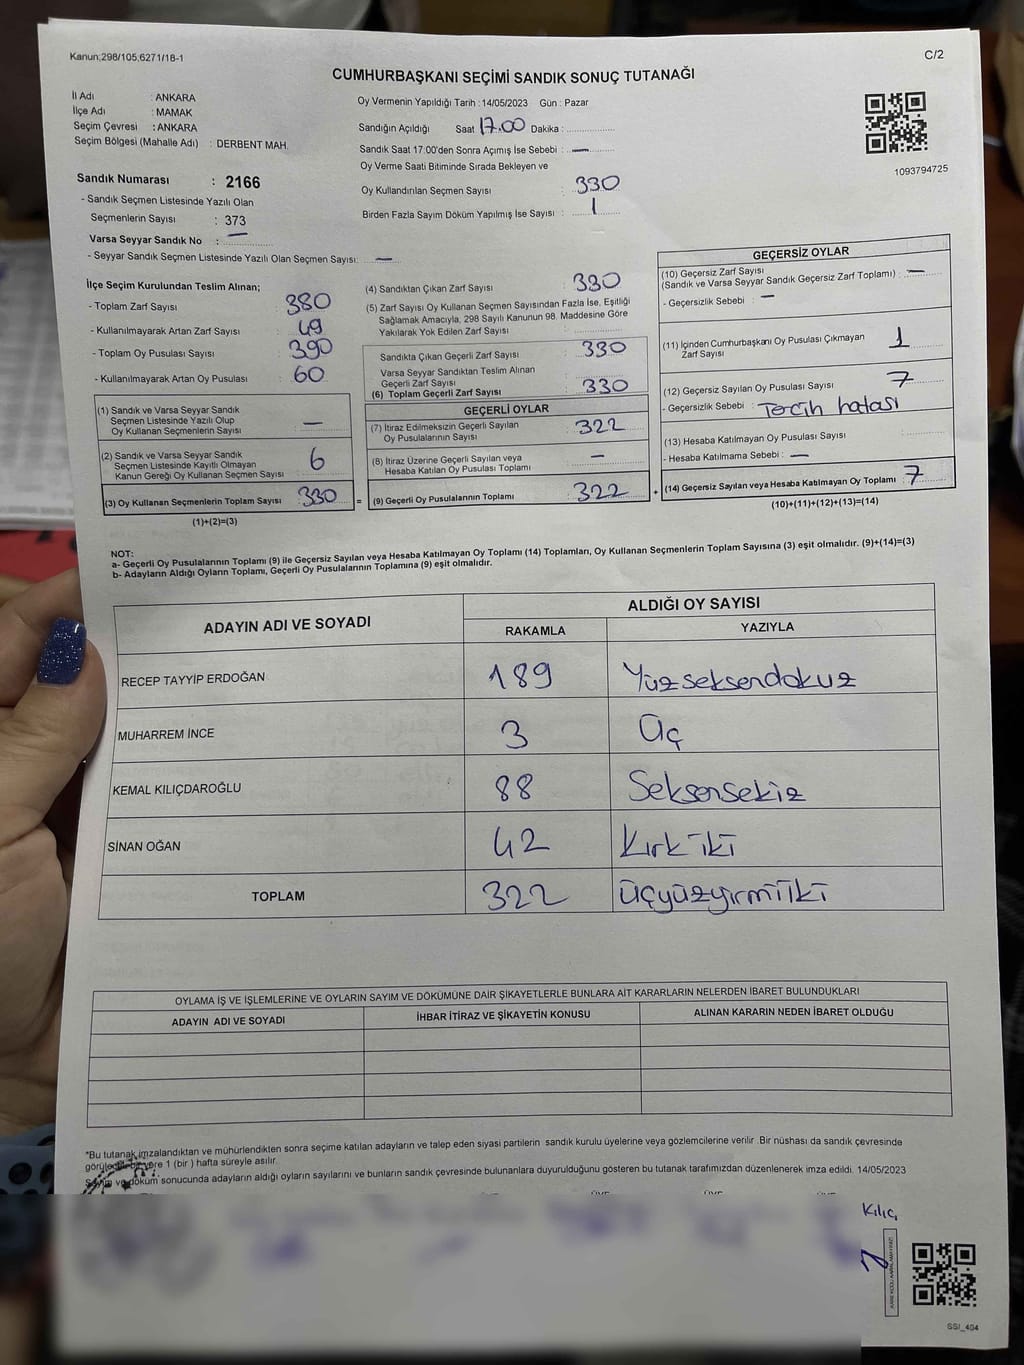 Kanun:298/105,6271/18-1
C/2
CUMHURBAŞKANI SEÇİMİ SANDIK SONUÇ TUTANAĞI
İl Adı : ANKARA
İlçe Adı : MAMAK
Seçim Çevresi : ANKARA
Seçim Bölgesi (Mahalle Adı) : DERBENT MAH.
Oy Vermenin Yapıldığı Tarih : 14/05/2023 Gün : Pazar
Sandığın Açıldığı Saat 17.00 Dakika :
Sandık Saat 17:00'den Sonra Açımış İse Sebebi : —
Oy Verme Saati Bitiminde Sırada Bekleyen ve
Oy Kullandırılan Seçmen Sayısı : 330
Birden Fazla Sayım Döküm Yapılmış İse Sayısı : 1
1093794725
Sandık Numarası : 2166
- Sandık Seçmen Listesinde Yazılı Olan
Seçmenlerin Sayısı : 373
Varsa Seyyar Sandık No : —
- Seyyar Sandık Seçmen Listesinde Yazılı Olan Seçmen Sayısı: —
İlçe Seçim Kurulundan Teslim Alınan;
- Toplam Zarf Sayısı : 380
- Kullanılmayarak Artan Zarf Sayısı : 49
- Toplam Oy Pusulası Sayısı : 390
- Kullanılmayarak Artan Oy Pusulası : 60
(1) Sandık ve Varsa Seyyar Sandık
Seçmen Listesinde Yazılı Olup
Oy Kullanan Seçmenlerin Sayısı : —
(2) Sandık ve Varsa Seyyar Sandık
Seçmen Listesinde Kayıtlı Olmayan
Kanun Gereği Oy Kullanan Seçmen Sayısı : 6
(3) Oy Kullanan Seçmenlerin Toplam Sayısı : 330
(1)+(2)=(3)
=
(4) Sandıktan Çıkan Zarf Sayısı : 330
(5) Zarf Sayısı Oy Kullanan Seçmen Sayısından Fazla İse, Eşitliği
Sağlamak Amacıyla, 298 Sayılı Kanunun 98. Maddesine Göre
Yakılarak Yok Edilen Zarf Sayısı :
Sandıkta Çıkan Geçerli Zarf Sayısı : 330
Varsa Seyyar Sandıktan Teslim Alınan
Geçerli Zarf Sayısı :
(6) Toplam Geçerli Zarf Sayısı : 330
GEÇERLİ OYLAR
(7) İtiraz Edilmeksizin Geçerli Sayılan
Oy Pusulalarının Sayısı : 322
(8) İtiraz Üzerine Geçerli Sayılan veya
Hesaba Katılan Oy Pusulası Toplamı : —
(9) Geçerli Oy Pusulalarının Toplamı : 322
+
GEÇERSİZ OYLAR
(10) Geçersiz Zarf Sayısı
(Sandık ve Varsa Seyyar Sandık Geçersiz Zarf Toplamı) : —
- Geçersizlik Sebebi : —
(11) İçinden Cumhurbaşkanı Oy Pusulası Çıkmayan
Zarf Sayısı 1
(12) Geçersiz Sayılan Oy Pusulası Sayısı : 7
- Geçersizlik Sebebi : Tercih hatası
(13) Hesaba Katılmayan Oy Pusulası Sayısı :
- Hesaba Katılmama Sebebi : —
(14) Geçersiz Sayılan veya Hesaba Katılmayan Oy Toplamı : 7
(10)+(11)+(12)+(13)=(14)
NOT:
a- Geçerli Oy Pusulalarının Toplamı (9) ile Geçersiz Sayılan veya Hesaba Katılmayan Oy Toplamı (14) Toplamları, Oy Kullanan Seçmenlerin Toplam Sayısına (3) eşit olmalıdır. (9)+(14)=(3)
b- Adayların Aldığı Oyların Toplamı, Geçerli Oy Pusulalarının Toplamına (9) eşit olmalıdır.
ADAYIN ADI VE SOYADI
ALDIĞI OY SAYISI
RAKAMLA YAZIYLA
RECEP TAYYİP ERDOĞAN 189 Yüzseksendokuz
MUHARREM İNCE 3 Üç
KEMAL KILIÇDAROĞLU 88 Seksensekiz
SİNAN OĞAN 42 Kırk iki
TOPLAM 322 Üçyüzyirmiiki
OYLAMA İŞ VE İŞLEMLERİNE VE OYLARIN SAYIM VE DÖKÜMÜNE DAİR ŞİKAYETLERLE BUNLARA AİT KARARLARIN NELERDEN İBARET BULUNDUKLARI
ADAYIN ADI VE SOYADI İHBAR İTİRAZ VE ŞİKAYETİN KONUSU ALINAN KARARIN NEDEN İBARET OLDUĞU
*Bu tutanak imzalandıktan ve mühürlendikten sonra seçime katılan adayların ve talep eden siyasi partilerin sandık kurulu üyelerine veya gözlemcilerine verilir. Bir nüshası da sandık çevresinde
görülebilir yere 1 (bir) hafta süreyle asılır.
Sayım ve döküm sonucunda adayların aldığı oyların sayılarını ve bunların sandık çevresinde bulunanlara duyurulduğunu gösteren bu tutanak tarafımızdan düzenlenerek imza edildi. 14/05/2023
Kılıç
SSI_404